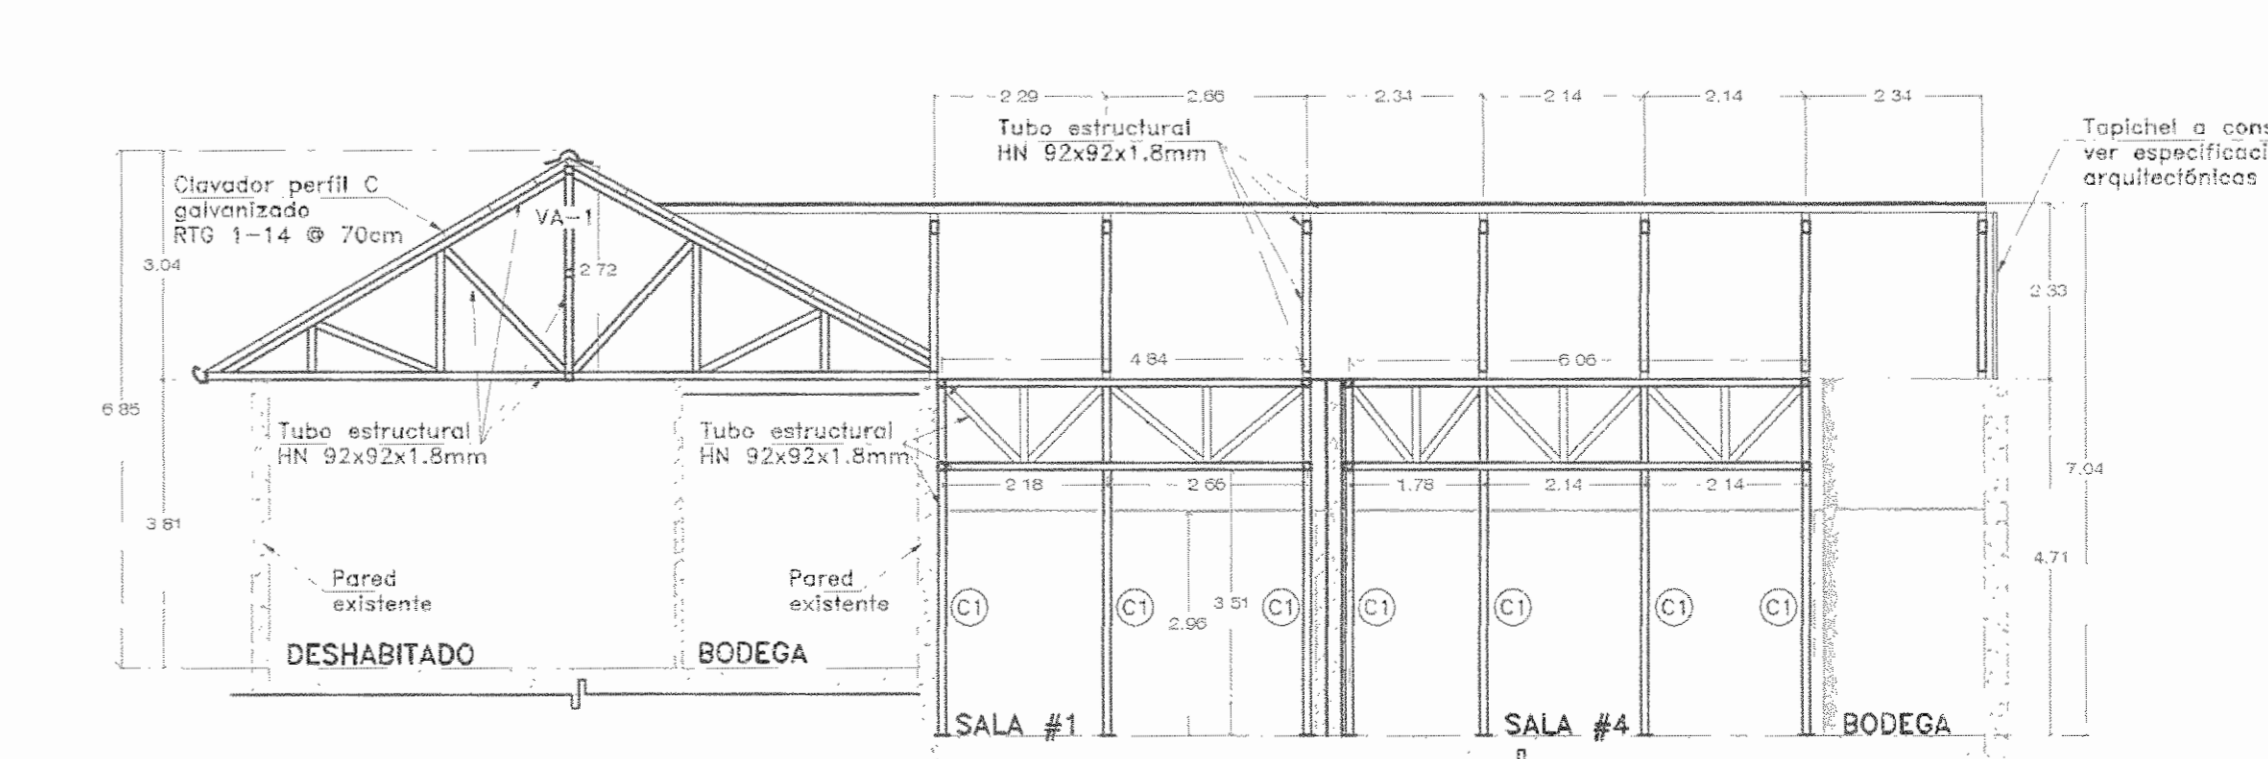 2.29
2.66
2.34
2.14
2.14
2.34
Tubo estructural
HN 92x92x1.8mm
Tapichel a cons
ver especificaci
arquitectónicas
Clavador perfil C
galvanizado
RTG 1-14 @ 70cm
VA-1
3.04
2.72
2.33
4.84
6.06
6.85
Tubo estructural
HN 92x92x1.8mm
Tubo estructural
HN 92x92x1.8mm
7.04
2.18
2.66
1.78
2.14
2.14
3.81
4.71
Pared
existente
Pared
existente
C1
C1
3.51
C1
C1
C1
C1
C1
2.96
DESHABITADO
BODEGA
SALA #1
SALA #4
BODEGA